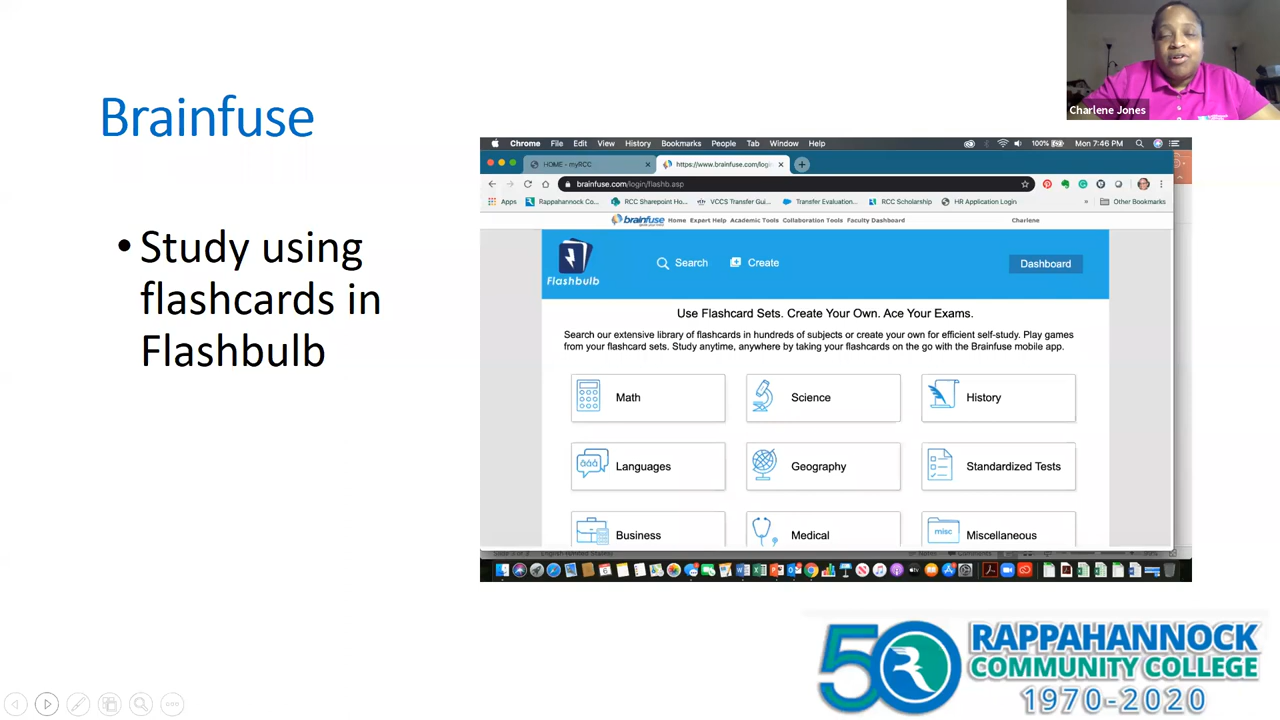 Brainfuse
• Study using
flashcards in
Flashbulb
Charlene Jones
Chrome File Edit View History Bookmarks People Tab Window Help
100%
Mon 7:46 PM
HOME - myRCC
https://www.brainfuse.com/logi
brainfuse.com/login/flashb.asp
Apps
Rappahannock Co...
RCC Sharepoint Ho...
VCCS Transfer Gui...
Transfer Evaluation...
RCC Scholarship
HR Application Login
»
Other Bookmarks
brainfuse
Home Expert Help Academic Tools Collaboration Tools Faculty Dashboard
Charlene
Flashbulb
Search
Create
Dashboard
Use Flashcard Sets. Create Your Own. Ace Your Exams.
Search our extensive library of flashcards in hundreds of subjects or create your own for efficient self-study. Play games
from your flashcard sets. Study anytime, anywhere by taking your flashcards on the go with the Brainfuse mobile app.
Math
Science
History
Languages
Geography
Standardized Tests
Business
Medical
misc
Miscellaneous
English (United States)
50
RAPPAHANNOCK
COMMUNITY COLLEGE
1970-2020